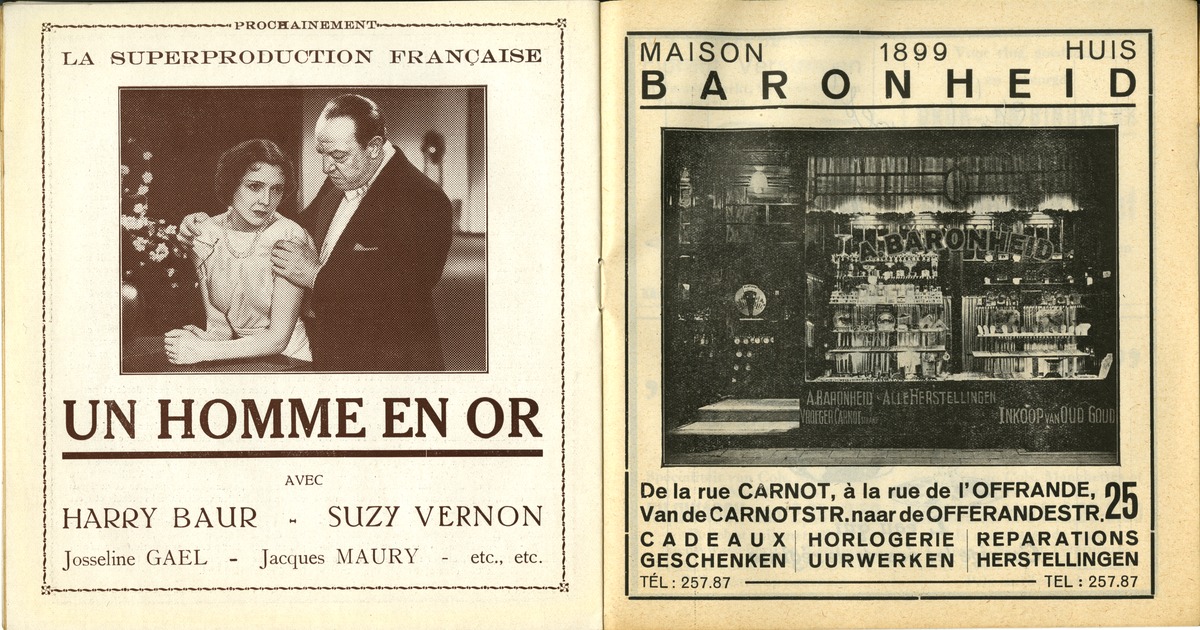 PROCHAINEMENT
LA SUPERPRODUCTION FRANÇAISE
UN HOMME EN OR
AVEC
HARRY BAUR - SUZY VERNON
Josseline GAEL - Jacques MAURY - etc., etc.
MAISON 1899 HUIS
BARONHEID
A. BARONHEID
A. BARONHEID ALLE HERSTELLINGEN
VROEGER CARNOT
INKOOP VAN OUD GOUD
De la rue CARNOT, à la rue de l'OFFRANDE,
Van de CARNOTSTR. naar de OFFERANDESTR. 25
CADEAUX HORLOGERIE REPARATIONS
GESCHENKEN UURWERKEN HERSTELLINGEN
TÉL : 257.87 TEL : 257.87